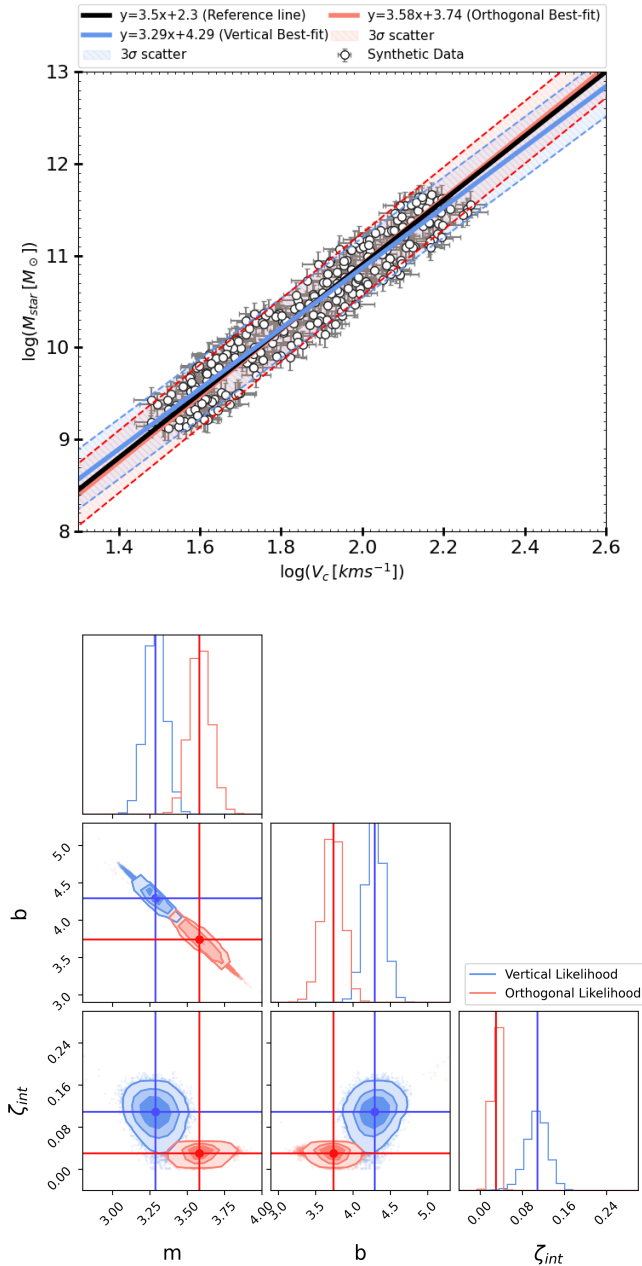 y=3.5x+2.3 (Reference line) y=3.58x+3.74 (Orthogonal Best-fit)
y=3.29x+4.29 (Vertical Best-fit) 3σ scatter
3σ scatter Synthetic Data
13
12
11
10
9
8
log(M_star [M_⊙])
1.4 1.6 1.8 2.0 2.2 2.4 2.6
log(V_c [kms⁻¹])
5.0
4.5
4.0
3.5
3.0
b
Vertical Likelihood
Orthogonal Likelihood
0.24
0.16
0.08
0.00
ζ_int
3.00 3.25 3.50 3.75 4.00 3.0 3.5 4.0 4.5 5.0 0.00 0.08 0.16 0.24
m b ζ_int